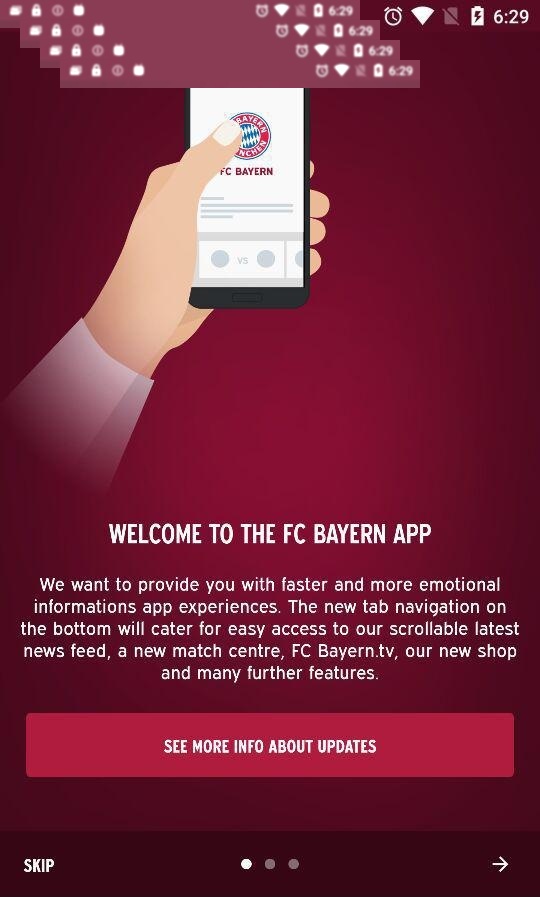 6:29
6:29
6:29
6:29
6:29
BAYERN
MÜNCHEN
FC BAYERN
VS
WELCOME TO THE FC BAYERN APP
We want to provide you with faster and more emotional
informations app experiences. The new tab navigation on
the bottom will cater for easy access to our scrollable latest
news feed, a new match centre, FC Bayern.tv, our new shop
and many further features.
SEE MORE INFO ABOUT UPDATES
SKIP